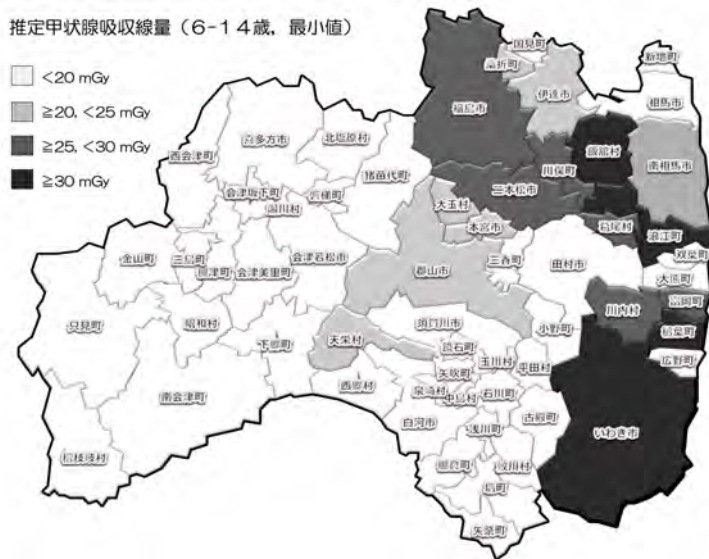 推定甲状腺吸収線量（6-14歳，最小値）
<20 mGy
≧20，<25 mGy
≧25，<30 mGy
≧30 mGy
国見町
桑折町
新地町
伊達市
相馬市
福島市
飯舘村
南相馬市
川俣町
二本松市
喜多方市
北塩原村
西会津町
猪苗代町
会津坂下町
磐梯町
湯川村
大玉村
本宮市
葛尾村
浪江町
双葉町
金山町
三島町
会津若松市
柳津町
会津美里町
郡山市
三春町
田村市
大熊町
富岡町
川内村
只見町
昭和村
下郷町
天栄村
須賀川市
小野町
楢葉町
鏡石町
玉川村
平田村
広野町
南会津町
西郷村
矢吹町
泉崎村
中島村
石川町
白河市
浅川町
古殿町
いわき市
檜枝岐村
棚倉町
鮫川村
塙町
矢祭町